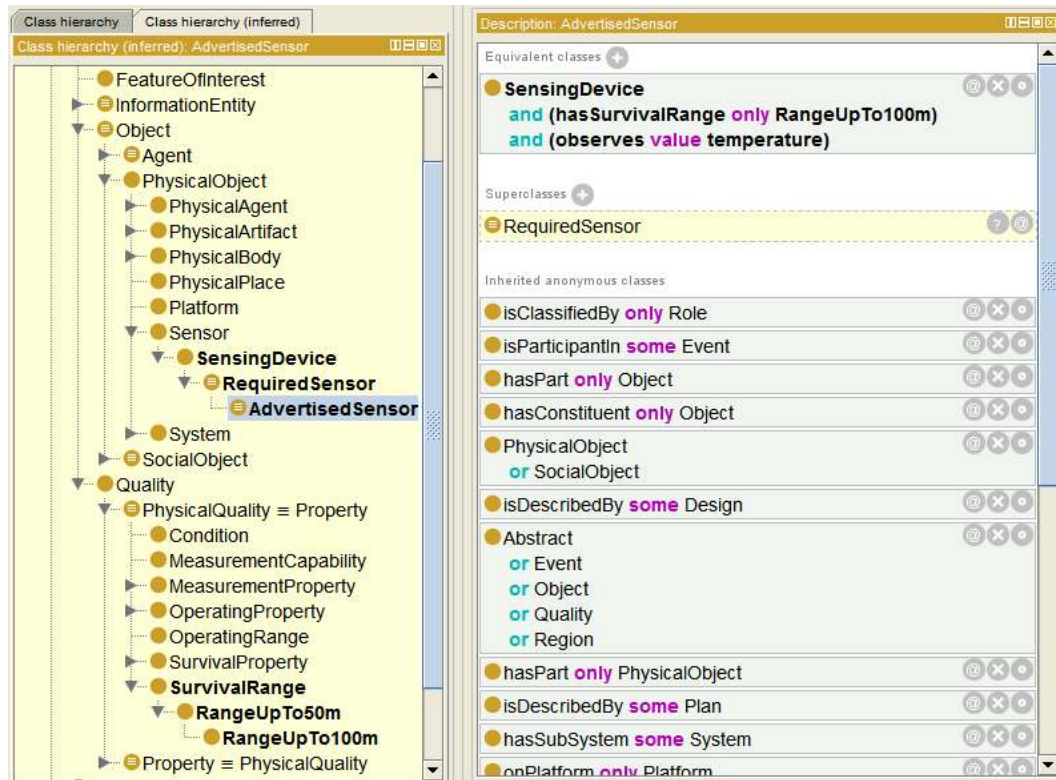 Class hierarchy
Class hierarchy (inferred)
Class hierarchy (inferred): AdvertisedSensor
FeatureOfInterest
InformationEntity
Object
Agent
PhysicalObject
PhysicalAgent
PhysicalArtifact
PhysicalBody
PhysicalPlace
Platform
Sensor
SensingDevice
RequiredSensor
AdvertisedSensor
System
SocialObject
Quality
PhysicalQuality ≡ Property
Condition
MeasurementCapability
MeasurementProperty
OperatingProperty
OperatingRange
SurvivalProperty
SurvivalRange
RangeUpTo50m
RangeUpTo100m
Property ≡ PhysicalQuality
Description: AdvertisedSensor
Equivalent classes
SensingDevice
and (hasSurvivalRange only RangeUpTo100m)
and (observes value temperature)
Superclasses
RequiredSensor
Inherited anonymous classes
isClassifiedBy only Role
isParticipantIn some Event
hasPart only Object
hasConstituent only Object
PhysicalObject
or SocialObject
isDescribedBy some Design
Abstract
or Event
or Object
or Quality
or Region
hasPart only PhysicalObject
isDescribedBy some Plan
hasSubSystem some System
onPlatform only Platform